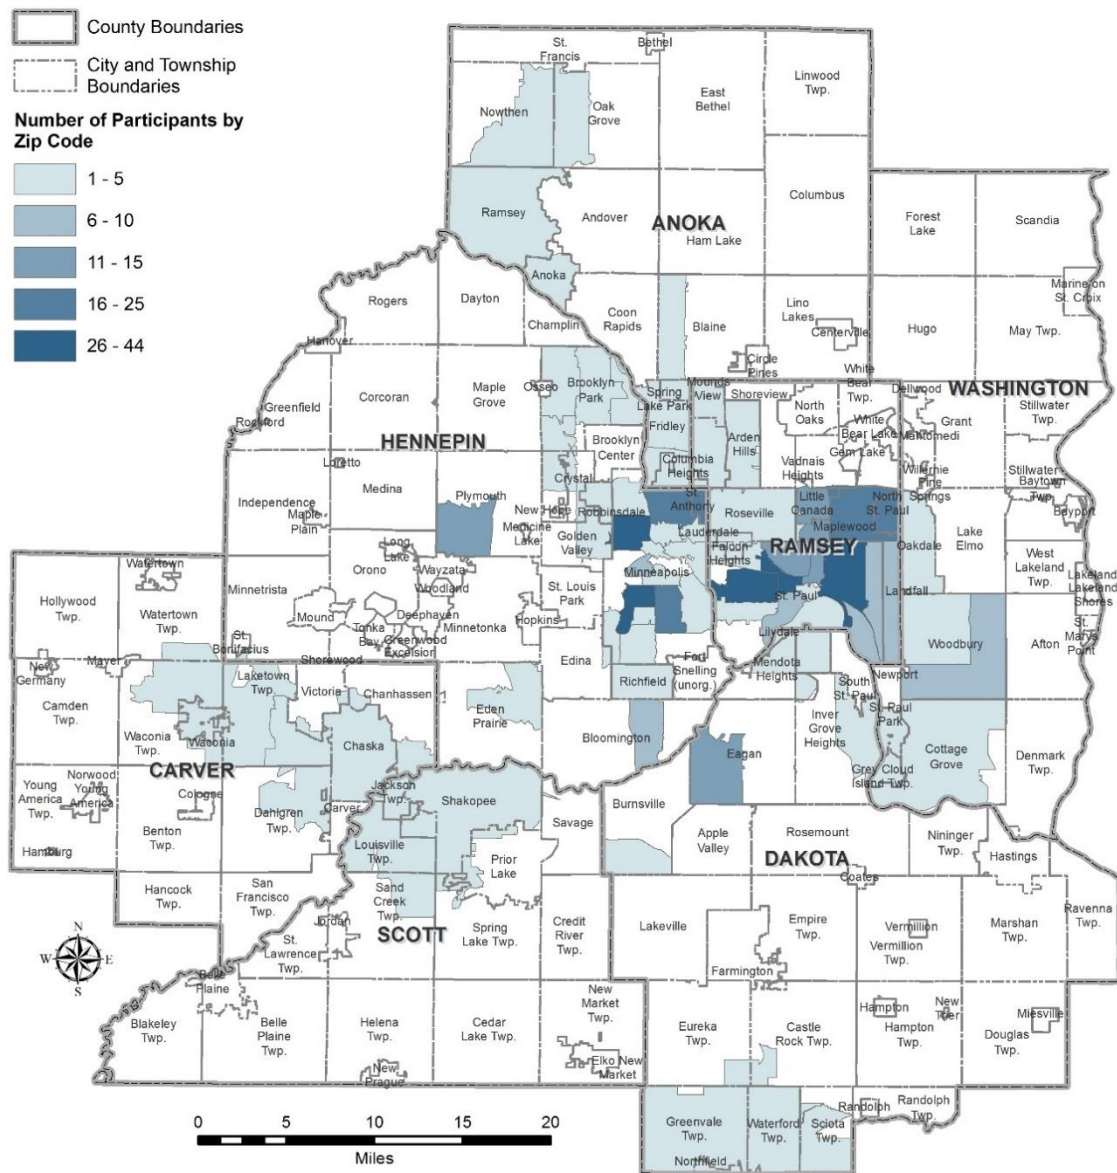 County Boundaries
City and Township
Boundaries
Number of Participants by
Zip Code
1 - 5
6 - 10
11 - 15
16 - 25
26 - 44
St.
Francis
Bethel
Nowthen
Oak
Grove
East
Bethel
Linwood
Twp.
Ramsey
Andover
ANOKA
Ham Lake
Columbus
Forest
Lake
Scandia
Anoka
Rogers
Dayton
Champlin
Coon
Rapids
Blaine
Lino
Lakes
Centerville
Circle
Pines
Hugo
May Twp.
Marine on
St. Croix
Hanover
Corcoran
Maple
Grove
Osseo
Brooklyn
Park
Spring
Lake Park
Mounds
View
Shoreview
North
Oaks
White
Bear
Twp.
White
Bear Lake
Dellwood
WASHINGTON
Grant
Mahtomedi
Stillwater
Twp.
Greenfield
Rockford
HENNEPIN
Brooklyn
Center
Fridley
Arden
Hills
Vadnais
Heights
Gem Lake
Willernie
Pine
Springs
Stillwater
Baytown
Twp.
Bayport
Loretto
Medina
Independence
Maple
Plain
Plymouth
Crystal
New Hope
Medicine
Lake
Robbinsdale
Golden
Valley
Columbia
Heights
St.
Anthony
Roseville
Lauderdale
Falcon
Heights
Little
Canada
Maplewood
North
St. Paul
RAMSEY
Oakdale
Lake
Elmo
Watertown
Hollywood
Twp.
Watertown
Twp.
Minnetrista
Long
Lake
Orono
Wayzata
Woodland
St. Louis
Park
Minneapolis
St. Paul
Landfall
West
Lakeland
Twp.
Lakeland
Lakeland
Shores
Mound
Tonka
Bay
Deephaven
Greenwood
Excelsior
Minnetonka
Hopkins
Lilydale
Woodbury
Afton
St.
Mary's
Point
St.
Bonifacius
Shorewood
Edina
Fort
Snelling
(unorg.)
Mendota
Heights
Newport
New
Germany
Mayer
Laketown
Twp.
Victoria
Chanhassen
Eden
Prairie
Richfield
South
St. Paul
St. Paul
Park
Camden
Twp.
Waconia
Twp.
Waconia
Chaska
Bloomington
Eagan
Inver
Grove
Heights
Cottage
Grove
Denmark
Twp.
CARVER
Grey Cloud
Island Twp.
Young
America
Twp.
Norwood
Young
America
Cologne
Benton
Twp.
Dahlgren
Twp.
Carver
Jackson
Twp.
Shakopee
Savage
Burnsville
Apple
Valley
Rosemount
Nininger
Twp.
Hastings
Hamburg
Louisville
Twp.
Prior
Lake
DAKOTA
Coates
Hancock
Twp.
San
Francisco
Twp.
Sand
Creek
Twp.
SCOTT
Spring
Lake Twp.
Credit
River
Twp.
Lakeville
Empire
Twp.
Vermillion
Vermillion
Twp.
Marshan
Twp.
Ravenna
Twp.
Jordan
St.
Lawrence
Twp.
Farmington
N
W
E
S
Belle
Plaine
Blakeley
Twp.
Belle
Plaine
Twp.
Helena
Twp.
Cedar
Lake Twp.
New
Market
Twp.
Elko New
Market
Eureka
Twp.
Castle
Rock Twp.
Hampton
Hampton
Twp.
New
Trier
Douglas
Twp.
Miesville
New
Prague
Greenvale
Twp.
Waterford
Twp.
Sciota
Twp.
Randolph
Randolph
Twp.
Northfield
0 5 10 15 20
Miles